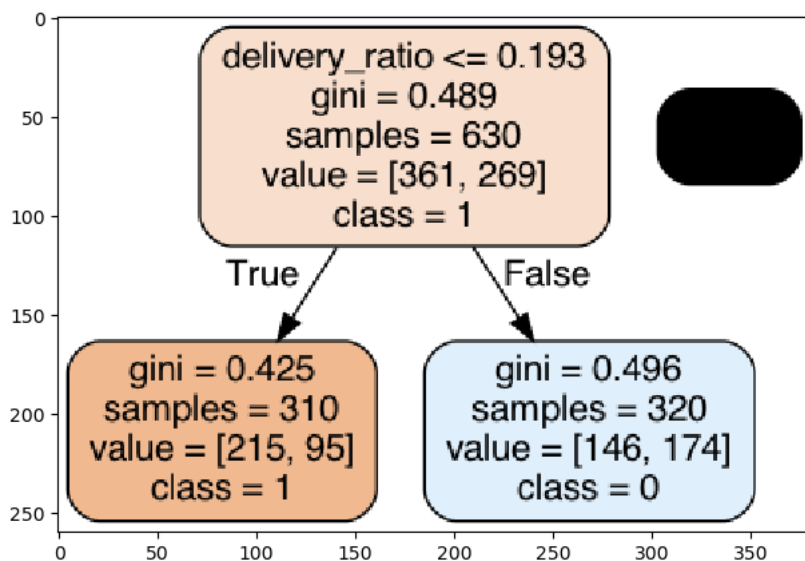 0
50
100
150
200
250
delivery_ratio <= 0.193
gini = 0.489
samples = 630
value = [361, 269]
class = 1
True
False
gini = 0.425
samples = 310
value = [215, 95]
class = 1
gini = 0.496
samples = 320
value = [146, 174]
class = 0
0
50
100
150
200
250
300
350